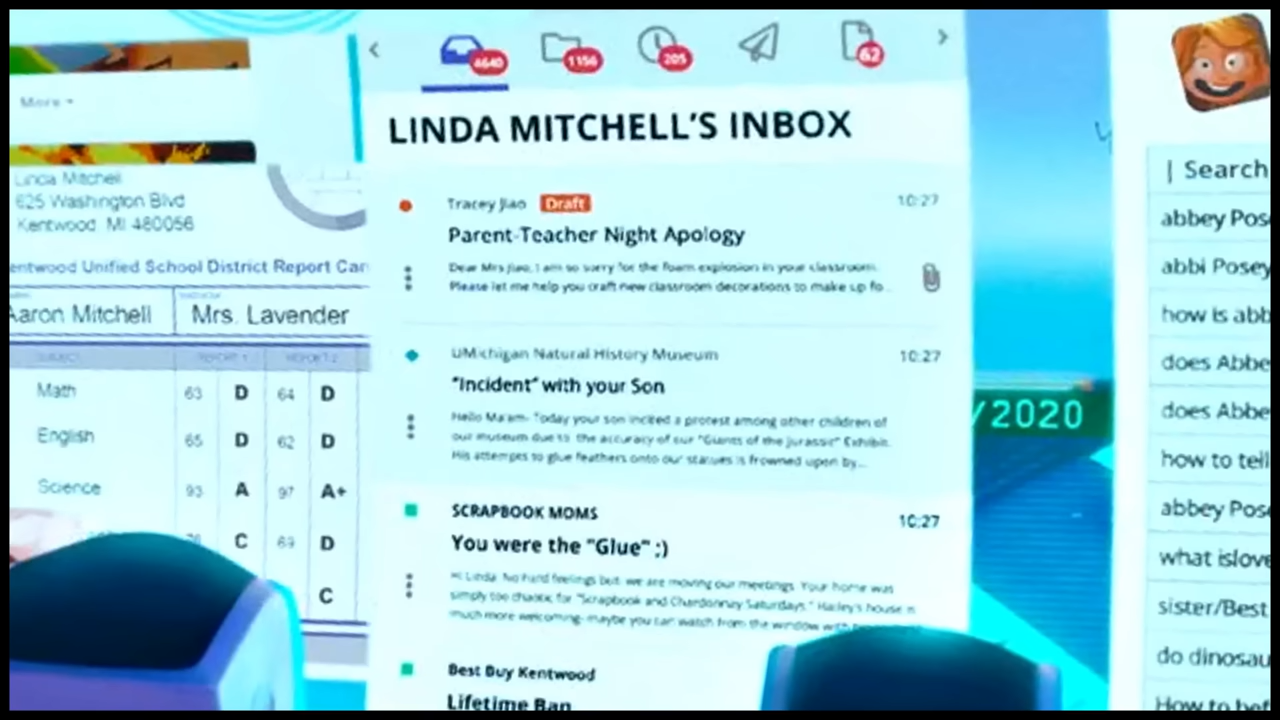 4640
1156
205
62
LINDA MITCHELL'S INBOX
Tracey Jiao Draft 10:27
Parent-Teacher Night Apology
Dear Mrs Jiao, I am so sorry for the foam explosion in your classroom.
Please let me help you craft new classroom decorations to make up fo...
UMichigan Natural History Museum 10:27
"Incident" with your Son
Hello Ma'am- Today your son incited a protest among other children of
our museum due to the accuracy of our "Giants of the Jurassic" Exhibit.
His attempts to glue feathers onto our statues is frowned upon by...
SCRAPBOOK MOMS 10:27
You were the "Glue" ;)
Hi Linda. No hard feelings but we are moving our meetings. Your home was
simply too chaotic for "Scrapbook and Chardonnay Saturdays." Hailey's house is
much more welcoming- maybe you can watch from the window with
Best Buy Kentwood
Lifetime Ban
More
Linda Mitchell
625 Washington Blvd
Kentwood MI 480056
entwood Unified School District Report Car
Aaron Mitchell Mrs. Lavender
SUBJECT REPORT 1 REPORT 2
Math 63 D 64 D
English 65 D 62 D
Science 93 A 97 A+
C 69 D
C
/2020
| Search
abbey Pos
abbi Posey
how is abb
does Abbe
does Abbe
how to tell
abbey Pos
what islove
sister/Best
do dinosau
How to bef